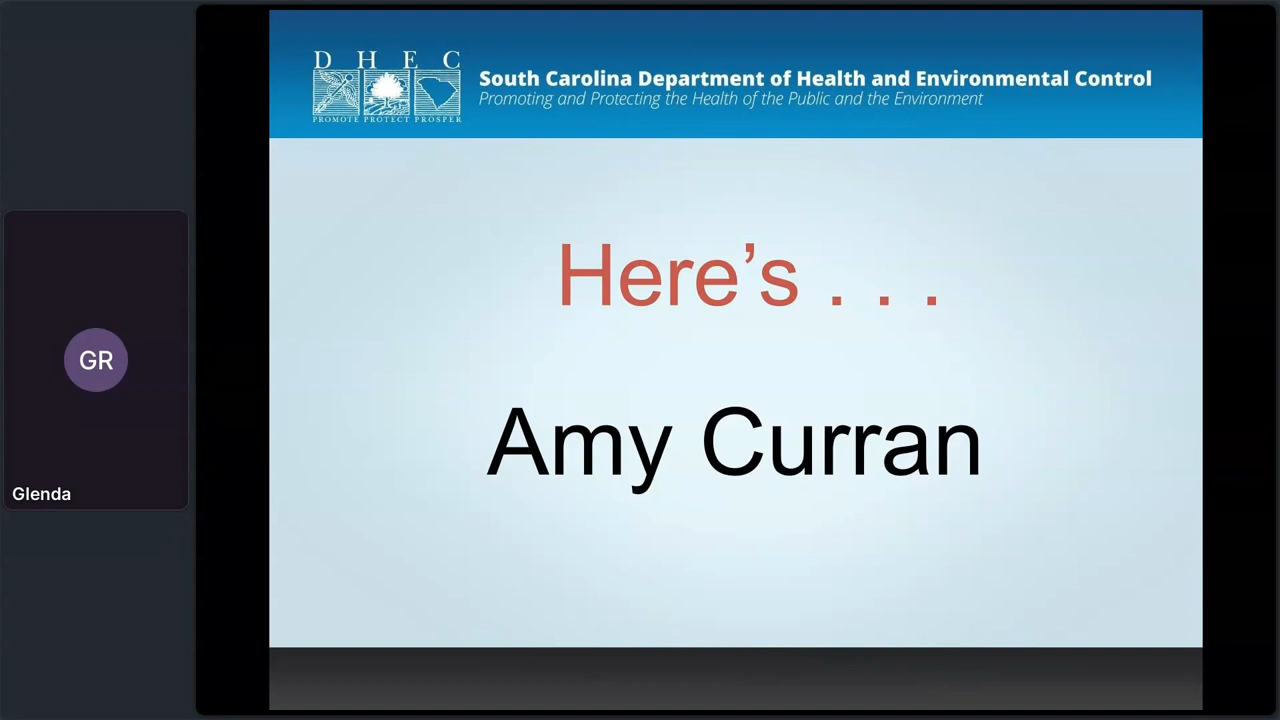 D H E C
PROMOTE PROTECT PROSPER
South Carolina Department of Health and Environmental Control
Promoting and Protecting the Health of the Public and the Environment
Here’s . . .
Amy Curran
GR
Glenda